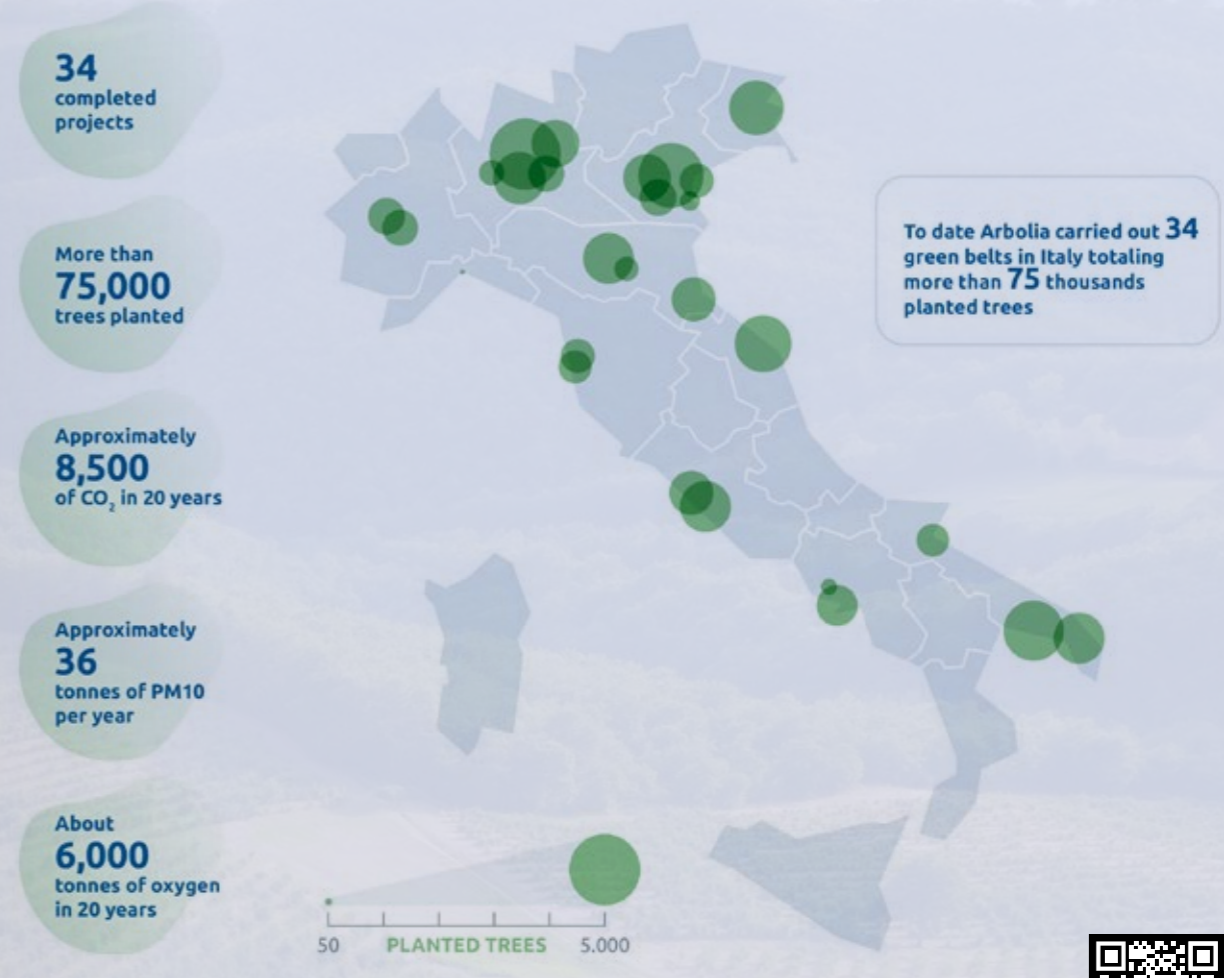 34
completed
projects
More than
75,000
trees planted
Approximately
8,500
of CO₂ in 20 years
Approximately
36
tonnes of PM10
per year
About
6,000
tonnes of oxygen
in 20 years
To date Arbolia carried out 34
green belts in Italy totaling
more than 75 thousands
planted trees
50 PLANTED TREES 5.000